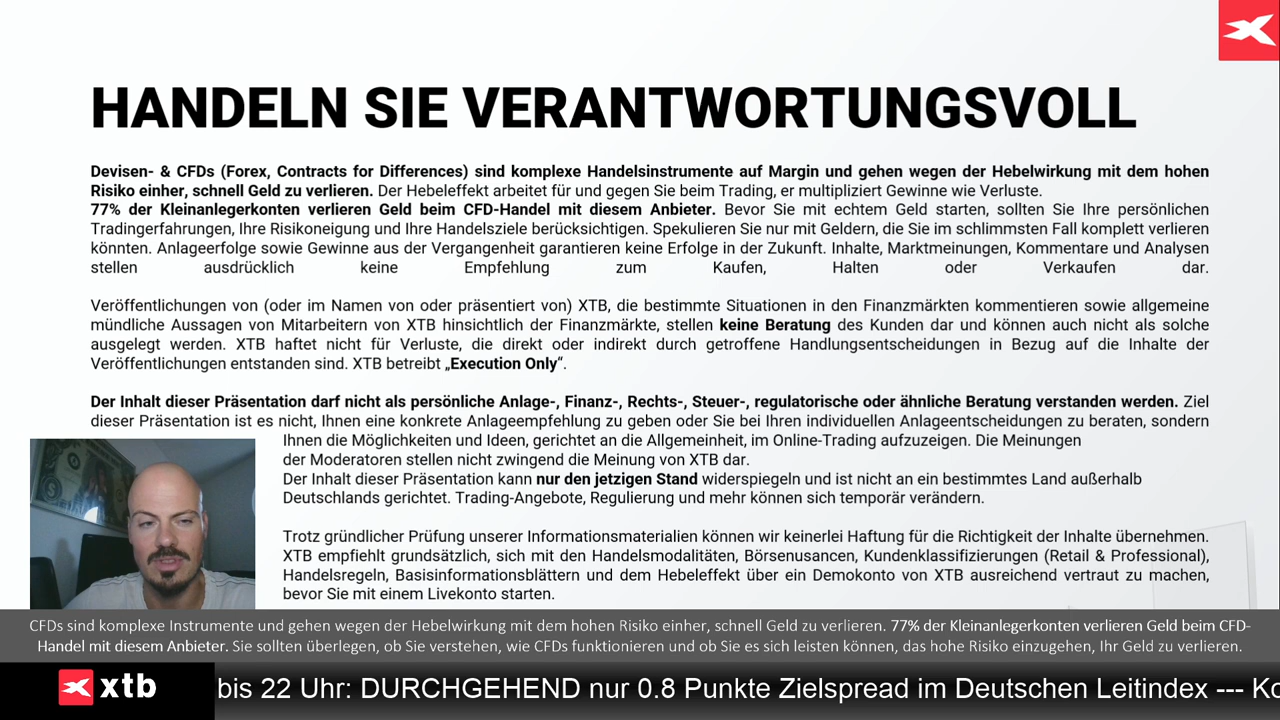 HANDELN SIE VERANTWORTUNGSVOLL
Devisen- & CFDs (Forex, Contracts for Differences) sind komplexe Handelsinstrumente auf Margin und gehen wegen der Hebelwirkung mit dem hohen
Risiko einher, schnell Geld zu verlieren. Der Hebeleffekt arbeitet für und gegen Sie beim Trading, er multipliziert Gewinne wie Verluste.
77% der Kleinanlegerkonten verlieren Geld beim CFD-Handel mit diesem Anbieter. Bevor Sie mit echtem Geld starten, sollten Sie Ihre persönlichen
Tradingerfahrungen, Ihre Risikoneigung und Ihre Handelsziele berücksichtigen. Spekulieren Sie nur mit Geldern, die Sie im schlimmsten Fall komplett verlieren
könnten. Anlageerfolge sowie Gewinne aus der Vergangenheit garantieren keine Erfolge in der Zukunft. Inhalte, Marktmeinungen, Kommentare und Analysen
stellen ausdrücklich keine Empfehlung zum Kaufen, Halten oder Verkaufen dar.
Veröffentlichungen von (oder im Namen von oder präsentiert von) XTB, die bestimmte Situationen in den Finanzmärkten kommentieren sowie allgemeine
mündliche Aussagen von Mitarbeitern von XTB hinsichtlich der Finanzmärkte, stellen keine Beratung des Kunden dar und können auch nicht als solche
ausgelegt werden. XTB haftet nicht für Verluste, die direkt oder indirekt durch getroffene Handlungsentscheidungen in Bezug auf die Inhalte der
Veröffentlichungen entstanden sind. XTB betreibt „Execution Only“.
Der Inhalt dieser Präsentation darf nicht als persönliche Anlage-, Finanz-, Rechts-, Steuer-, regulatorische oder ähnliche Beratung verstanden werden. Ziel
dieser Präsentation ist es nicht, Ihnen eine konkrete Anlageempfehlung zu geben oder Sie bei Ihren individuellen Anlageentscheidungen zu beraten, sondern
Ihnen die Möglichkeiten und Ideen, gerichtet an die Allgemeinheit, im Online-Trading aufzuzeigen. Die Meinungen
der Moderatoren stellen nicht zwingend die Meinung von XTB dar.
Der Inhalt dieser Präsentation kann nur den jetzigen Stand widerspiegeln und ist nicht an ein bestimmtes Land außerhalb
Deutschlands gerichtet. Trading-Angebote, Regulierung und mehr können sich temporär verändern.
Trotz gründlicher Prüfung unserer Informationsmaterialien können wir keinerlei Haftung für die Richtigkeit der Inhalte übernehmen.
XTB empfiehlt grundsätzlich, sich mit den Handelsmodalitäten, Börsenusancen, Kundenklassifizierungen (Retail & Professional),
Handelsregeln, Basisinformationsblättern und dem Hebeleffekt über ein Demokonto von XTB ausreichend vertraut zu machen,
bevor Sie mit einem Livekonto starten.
CFDs sind komplexe Instrumente und gehen wegen der Hebelwirkung mit dem hohen Risiko einher, schnell Geld zu verlieren. 77% der Kleinanlegerkonten verlieren Geld beim CFD-
Handel mit diesem Anbieter. Sie sollten überlegen, ob Sie verstehen, wie CFDs funktionieren und ob Sie es sich leisten können, das hohe Risiko einzugehen, Ihr Geld zu verlieren.
xtb bis 22 Uhr: DURCHGEHEND nur 0.8 Punkte Zielspread im Deutschen Leitindex --- Ko